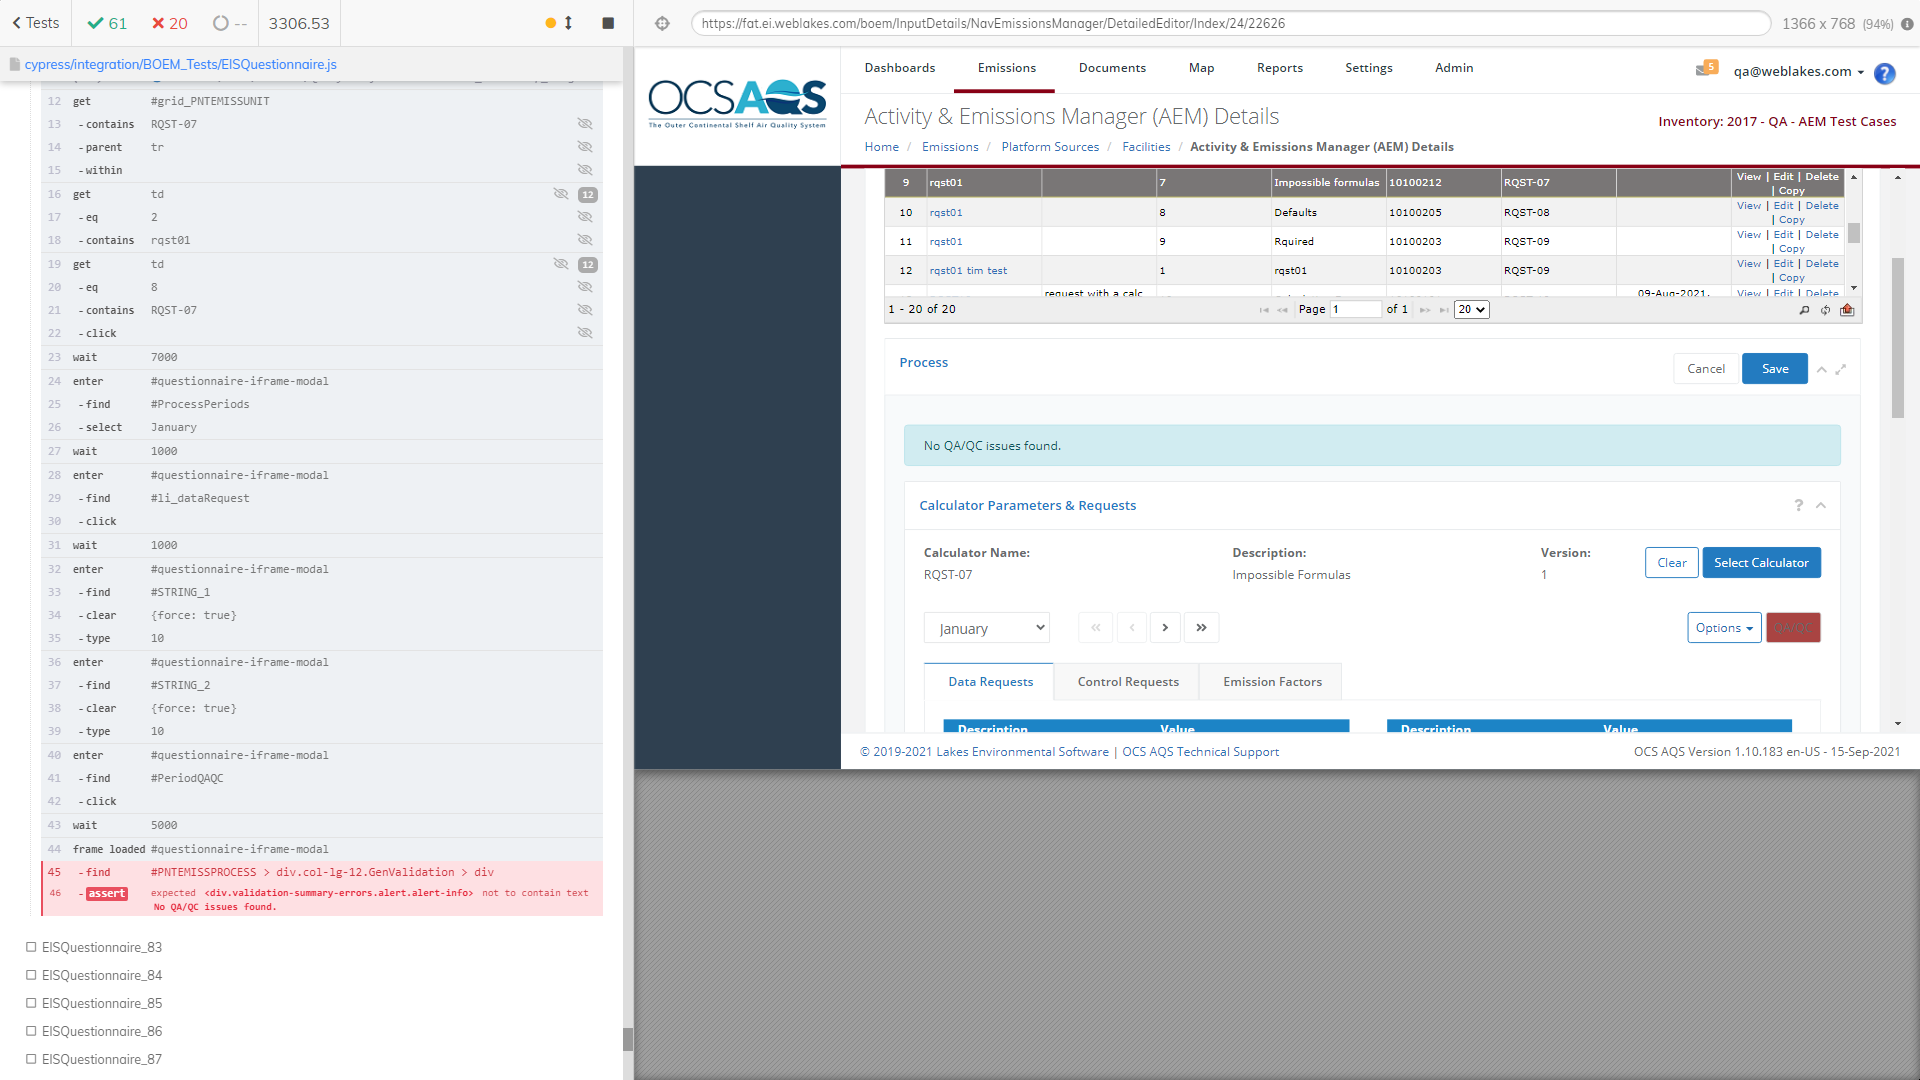 Tests
61
20
--
3306.53
cypress/integration/BOEM_Tests/EISQuestionnaire.js
12 get #grid_PNTEMISSUNIT
13 -contains RQST-07
14 -parent tr
15 -within
16 get td 12
17 -eq 2
18 -contains rqst01
19 get td 12
20 -eq 8
21 -contains RQST-07
22 -click
23 wait 7000
24 enter #questionnaire-iframe-modal
25 -find #ProcessPeriods
26 -select January
27 wait 1000
28 enter #questionnaire-iframe-modal
29 -find #li_dataRequest
30 -click
31 wait 1000
32 enter #questionnaire-iframe-modal
33 -find #STRING_1
34 -clear {force: true}
35 -type 10
36 enter #questionnaire-iframe-modal
37 -find #STRING_2
38 -clear {force: true}
39 -type 10
40 enter #questionnaire-iframe-modal
41 -find #PeriodQAQC
42 -click
43 wait 5000
44 frame loaded #questionnaire-iframe-modal
45 -find #PNTEMISSPROCESS > div.col-lg-12.GenValidation > div
46 -assert expected <div.validation-summary-errors.alert.alert-info> not to contain text
No QA/QC issues found.
EISQuestionnaire_83
EISQuestionnaire_84
EISQuestionnaire_85
EISQuestionnaire_86
EISQuestionnaire_87
https://fat.ei.weblakes.com/boem/InputDetails/NavEmissionsManager/DetailedEditor/Index/24/22626
1366 x 768 (94%)
OCSAQS
The Outer Continental Shelf Air Quality System
Dashboards Emissions Documents Map Reports Settings Admin
5
qa@weblakes.com
?
Activity & Emissions Manager (AEM) Details
Inventory: 2017 - QA - AEM Test Cases
Home / Emissions / Platform Sources / Facilities / Activity & Emissions Manager (AEM) Details
9 rqst01 7 Impossible formulas 10100212 RQST-07 View | Edit | Delete
| Copy
10 rqst01 8 Defaults 10100205 RQST-08 View | Edit | Delete
| Copy
11 rqst01 9 Rquired 10100203 RQST-09 View | Edit | Delete
| Copy
12 rqst01 tim test 1 rqst01 10100203 RQST-09 View | Edit | Delete
| Copy
request with a calc 09-Aug-2021, View | Edit | Delete
1 - 20 of 20
Page 1 of 1
20
Process
Cancel
Save
No QA/QC issues found.
Calculator Parameters & Requests
?
Calculator Name: Description: Version:
RQST-07 Impossible Formulas 1
Clear
Select Calculator
January
Options
QA/QC
Data Requests
Control Requests
Emission Factors
Description Value
Description Value
© 2019-2021 Lakes Environmental Software | OCS AQS Technical Support
OCS AQS Version 1.10.183 en-US - 15-Sep-2021